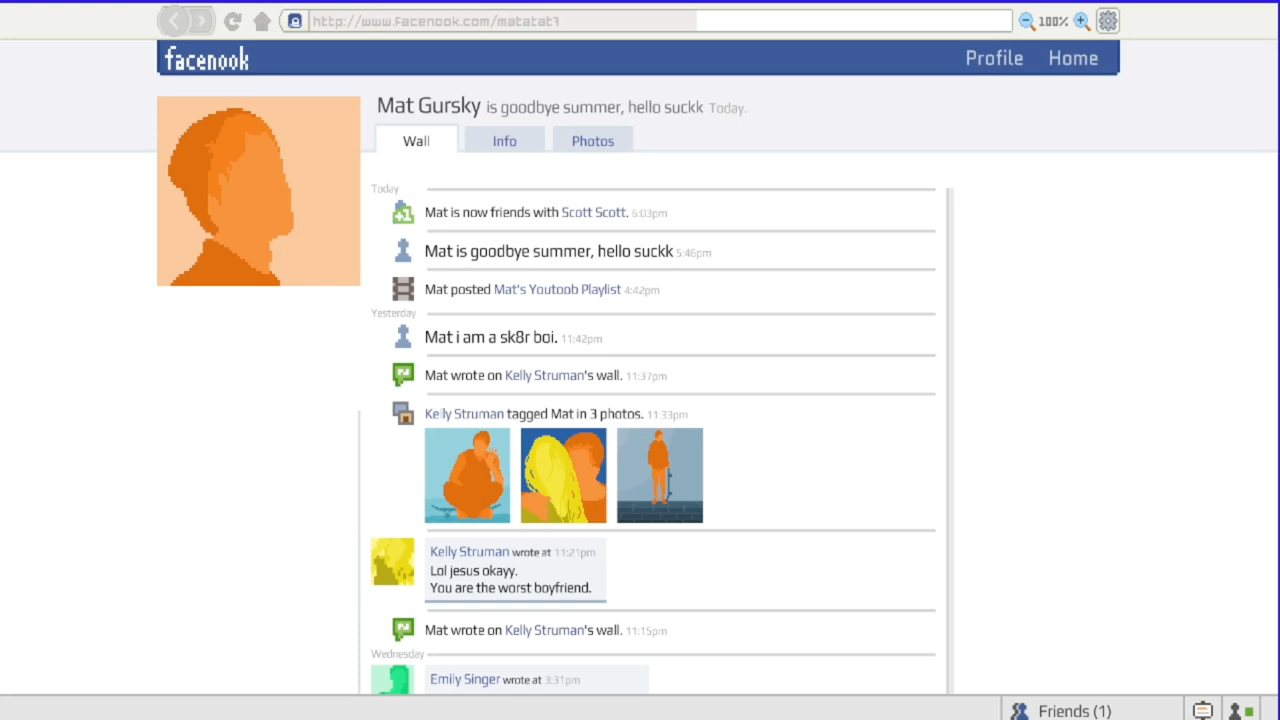 http://www.Facenook.com/matatat7
100%
facenook
Profile Home
Mat Gursky is goodbye summer, hello suckk Today.
Wall Info Photos
Today
Mat is now friends with Scott Scott. 6:03pm
Mat is goodbye summer, hello suckk 5:46pm
Mat posted Mat's Youtoob Playlist 4:42pm
Yesterday
Mat i am a sk8r boi. 11:42pm
Mat wrote on Kelly Struman's wall. 11:37pm
Kelly Struman tagged Mat in 3 photos. 11:33pm
Kelly Struman wrote at 11:21pm
Lol jesus okayy.
You are the worst boyfriend.
Mat wrote on Kelly Struman's wall. 11:15pm
Wednesday
Emily Singer wrote at 3:31pm
Friends (1)